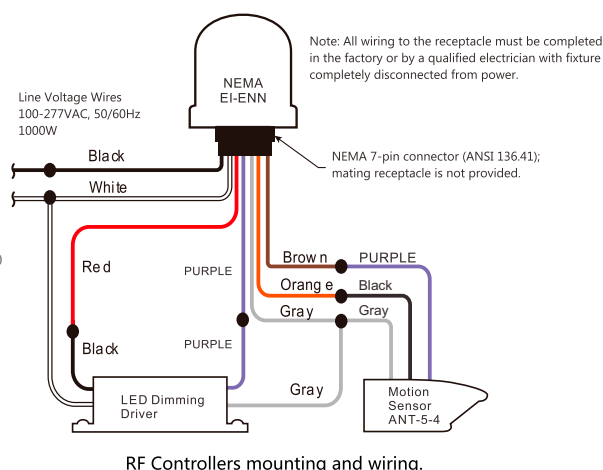 Note: All wiring to the receptacle must be completed
in the factory or by a qualified electrician with fixture
completely disconnected from power.
NEMA
EI-ENN
Line Voltage Wires
100-277VAC, 50/60Hz
1000W
Black
NEMA 7-pin connector (ANSI 136.41);
mating receptacle is not provided.
White
Red
PURPLE
Brown
PURPLE
Orange
Black
Gray
Gray
Black
PURPLE
Gray
LED Dimming
Driver
Motion
Sensor
ANT-5-4
RF Controllers mounting and wiring.